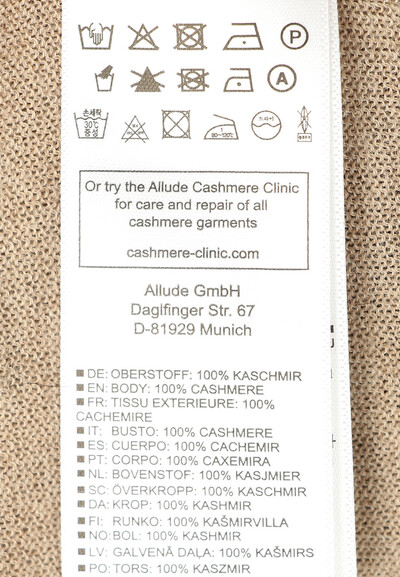 P
A
손세탁
30℃
중성
80~120℃
Or try the Allude Cashmere Clinic
for care and repair of all
cashmere garments
cashmere-clinic.com
Allude GmbH
Daglfinger Str. 67
D-81929 Munich
DE: OBERSTOFF: 100% KASCHMIR
EN: BODY: 100% CASHMERE
FR: TISSU EXTERIEURE: 100%
CACHEMIRE
IT: BUSTO: 100% CASHMERE
ES: CUERPO: 100% CACHEMIR
PT: CORPO: 100% CAXEMIRA
NL: BOVENSTOF: 100% KASJMIER
SC: ÖVERKROPP: 100% KASCHMIR
DA: KROP: 100% KASHMIR
FI: RUNKO: 100% KAŠMIRVILLA
NO: BOL: 100% KASHMIR
LV: GALVENĀ DAĻA: 100% KAŠMIRS
PO: TORS: 100% KASZMIR